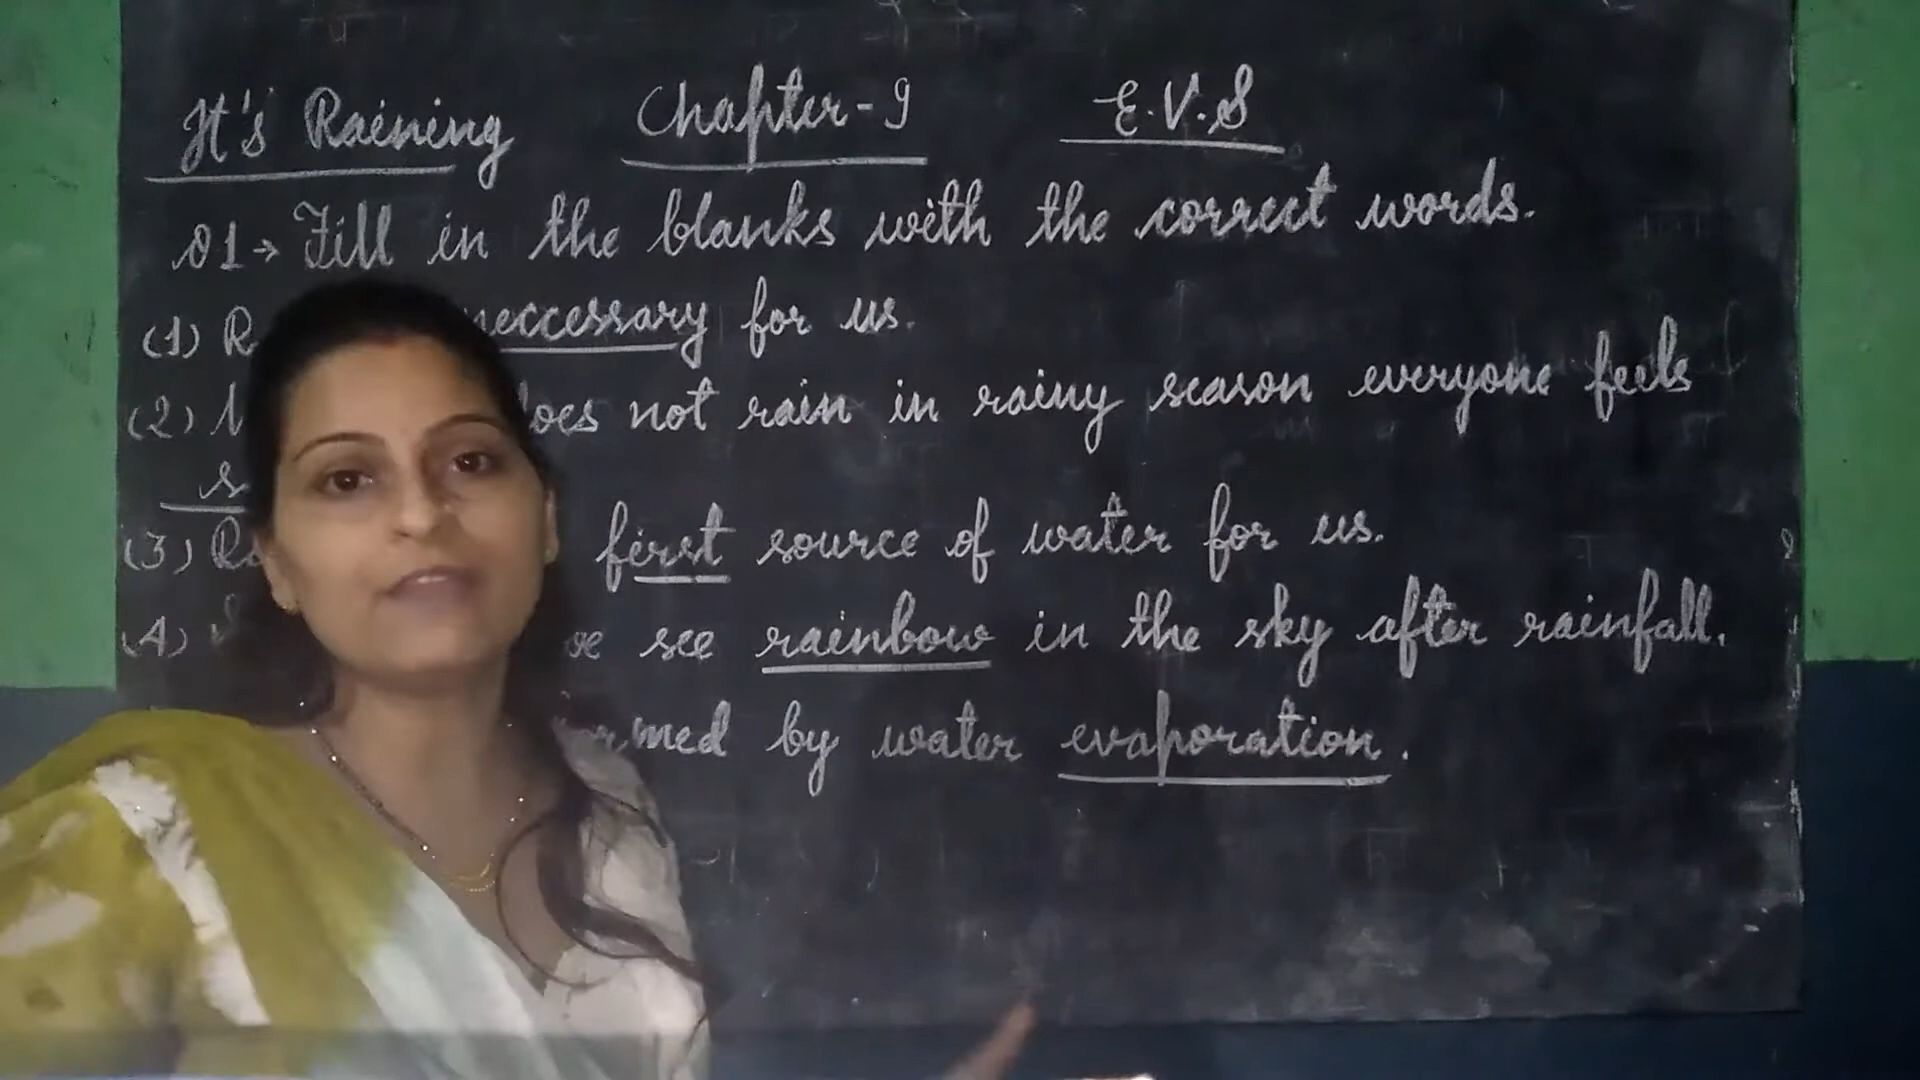 It's Raining Chapter-9 E.V.S
Q1→ Fill in the blanks with the correct words.
(1) neccessary for us.
(2) does not rain in rainy season everyone feels
(3) first source of water for us.
(4) see rainbow in the sky after rainfall.
by water evaporation.